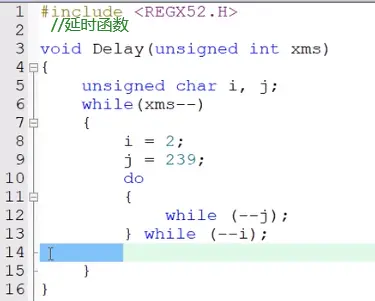 1 #include <REGX52.H>
2 //延时函数
3 void Delay(unsigned int xms)
4 {
5 unsigned char i, j;
6 while(xms--)
7 {
8 i = 2;
9 j = 239;
10 do
11 {
12 while (--j);
13 } while (--i);
14
15 }
16 }